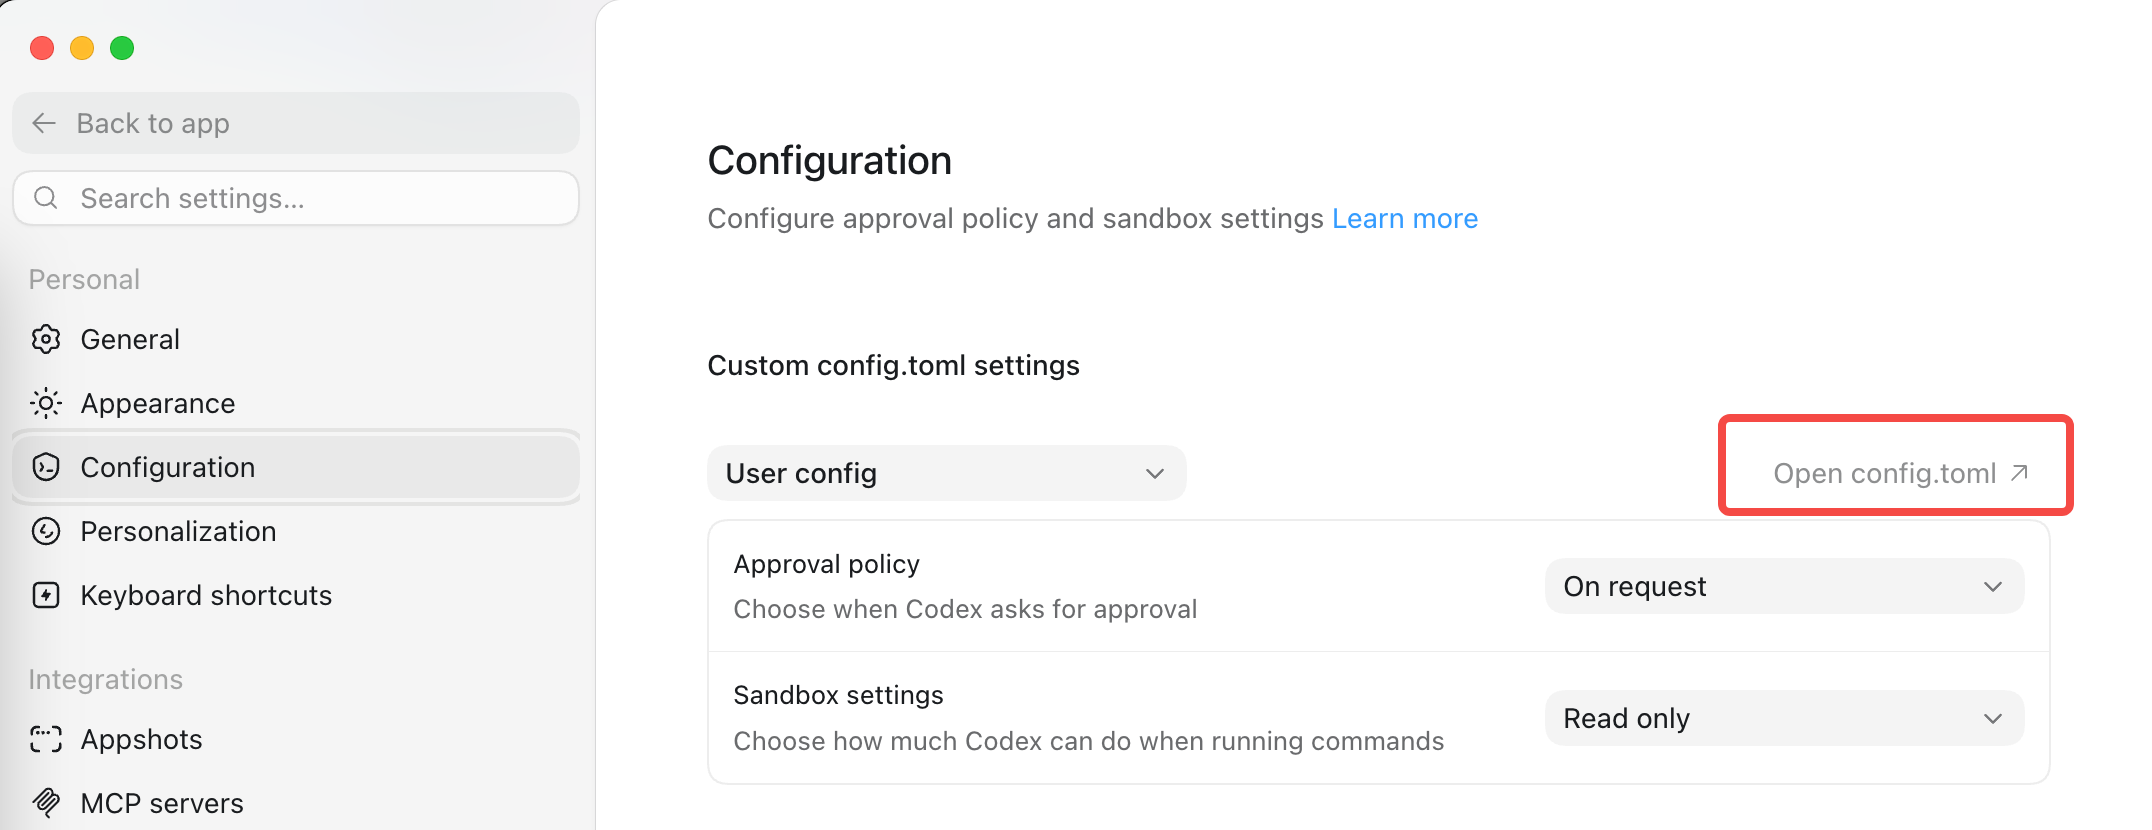 Back to app
Search settings...
Personal
General
Appearance
Configuration
Personalization
Keyboard shortcuts
Integrations
Appshots
MCP servers
Configuration
Configure approval policy and sandbox settings Learn more
Custom config.toml settings
User config
Open config.toml
Approval policy
Choose when Codex asks for approval
On request
Sandbox settings
Choose how much Codex can do when running commands
Read only